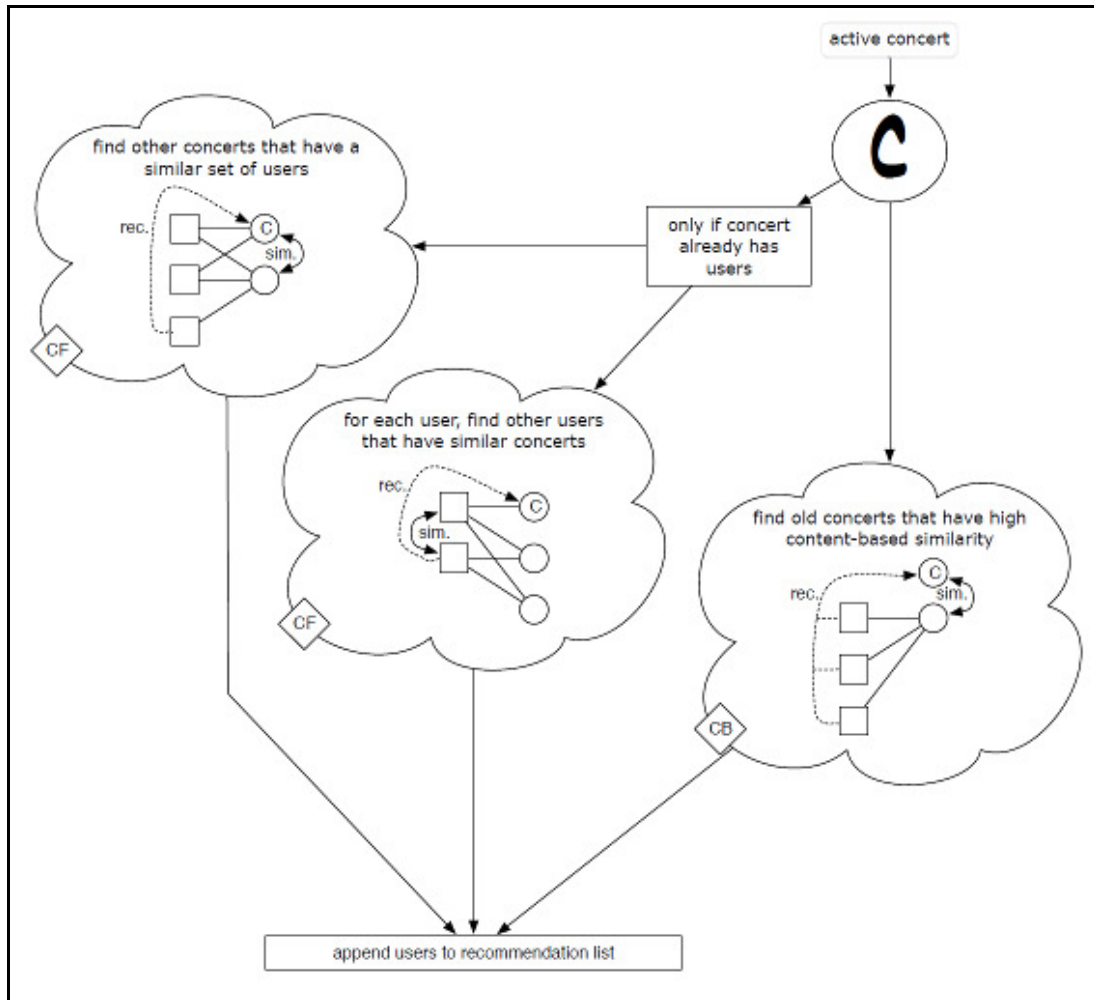 active concert
C
find other concerts that have a
similar set of users
rec.
C
sim.
CF
only if concert
already has
users
for each user, find other users
that have similar concerts
rec.
C
sim.
CF
find old concerts that have high
content-based similarity
C
rec.
sim.
CB
append users to recommendation list